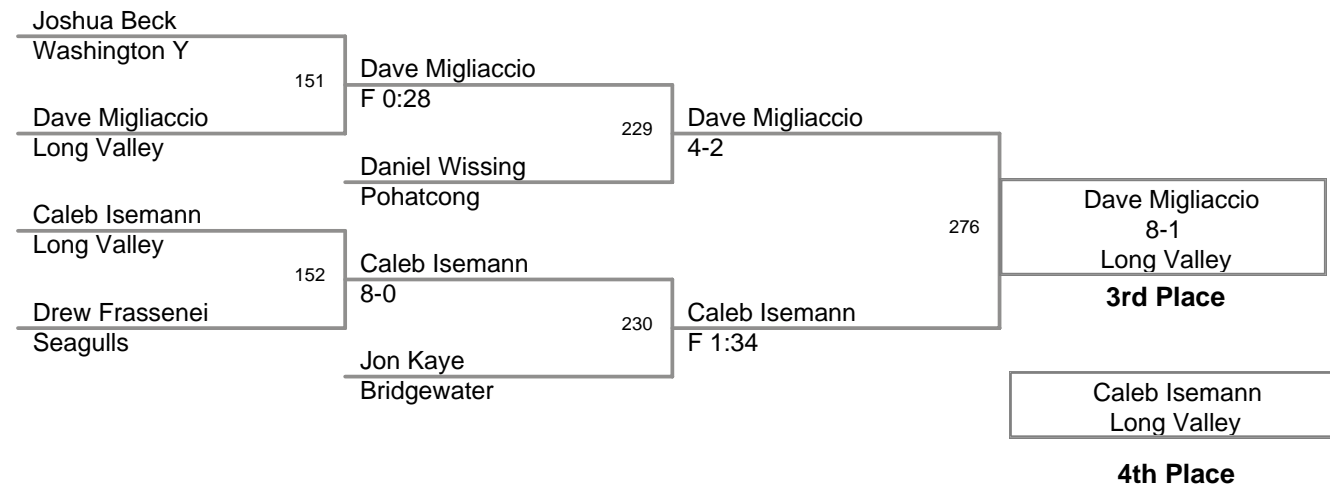 Joshua Beck
Washington Y
151
Dave Migliaccio
F 0:28
Dave Migliaccio
Long Valley
229
Dave Migliaccio
4-2
Daniel Wissing
Pohatcong
Caleb Isemann
Long Valley
276
Dave Migliaccio
8-1
Long Valley
3rd Place
152
Caleb Isemann
8-0
Drew Frassenei
Seagulls
230
Caleb Isemann
F 1:34
Jon Kaye
Bridgewater
Caleb Isemann
Long Valley
4th Place